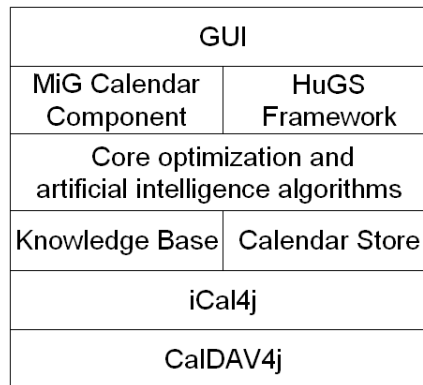 GUI
MiG Calendar
Component
HuGS
Framework
Core optimization and
artificial intelligence algorithms
Knowledge Base
Calendar Store
iCal4j
CalDAV4j